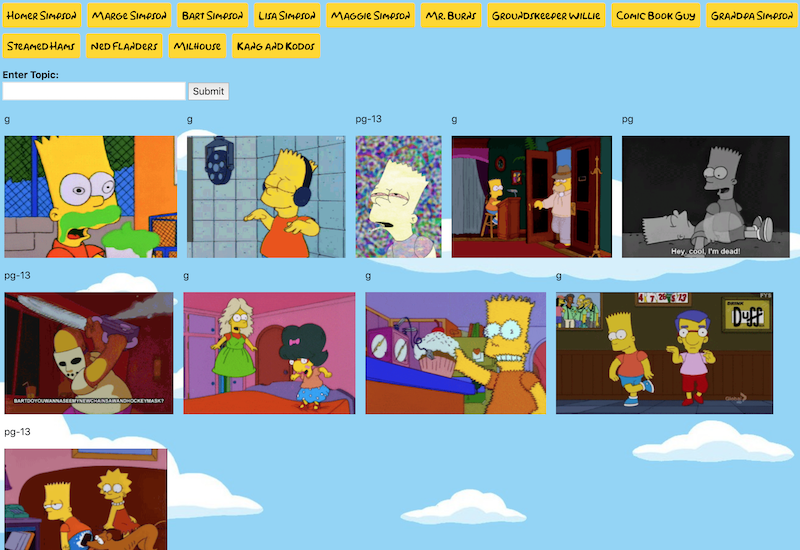 Homer Simpson Marge Simpson Bart Simpson Lisa Simpson Maggie Simpson Mr. Burns Groundskeeper Willie Comic Book Guy Grandpa Simpson
Steamed Hams Ned Flanders Milhouse Kang and Kodos
Enter Topic:
Submit
g g pg-13 g pg
Hey, cool, I'm dead!
pg-13 g g g
4 7 26 5 13
DRINK
Duff
BARTDOYOUWANNASEEMYNEWCHAINSAWANDHOCKEYMASK?
pg-13